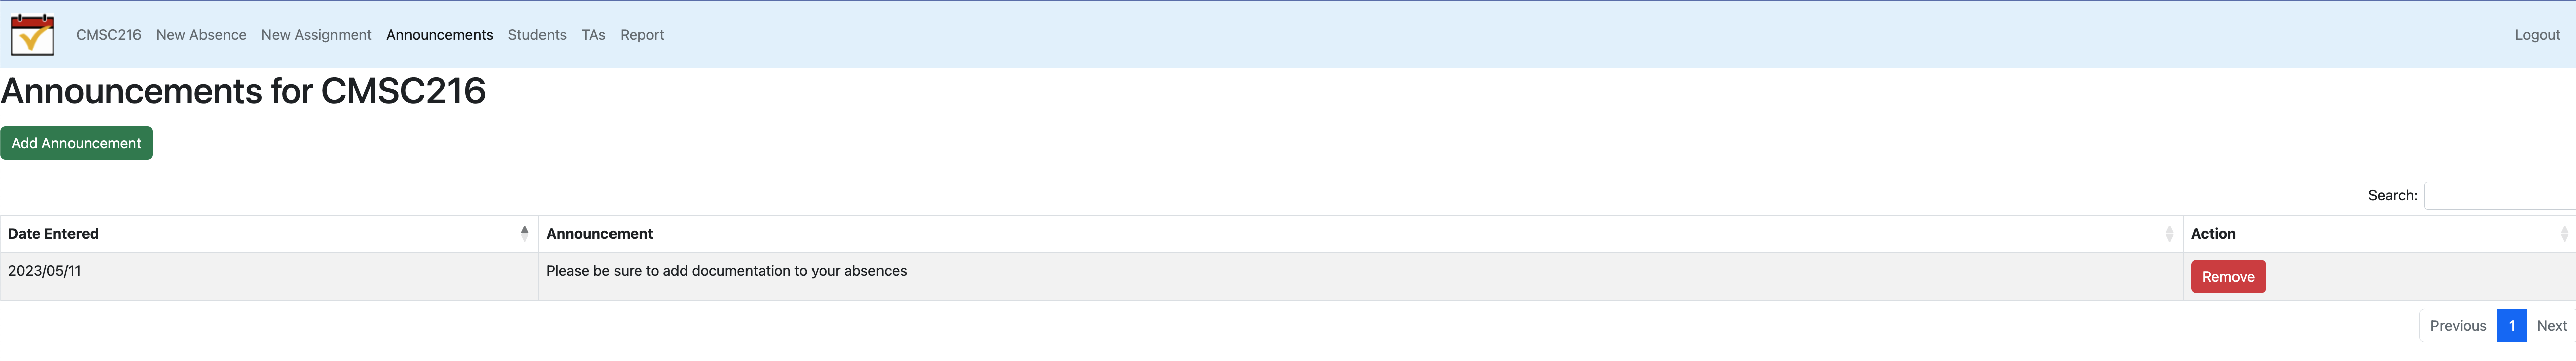 CMSC216 New Absence New Assignment Announcements Students TAs Report Logout
Announcements for CMSC216
Add Announcement
Search:
Date Entered Announcement Action
2023/05/11 Please be sure to add documentation to your absences Remove
Previous 1 Next